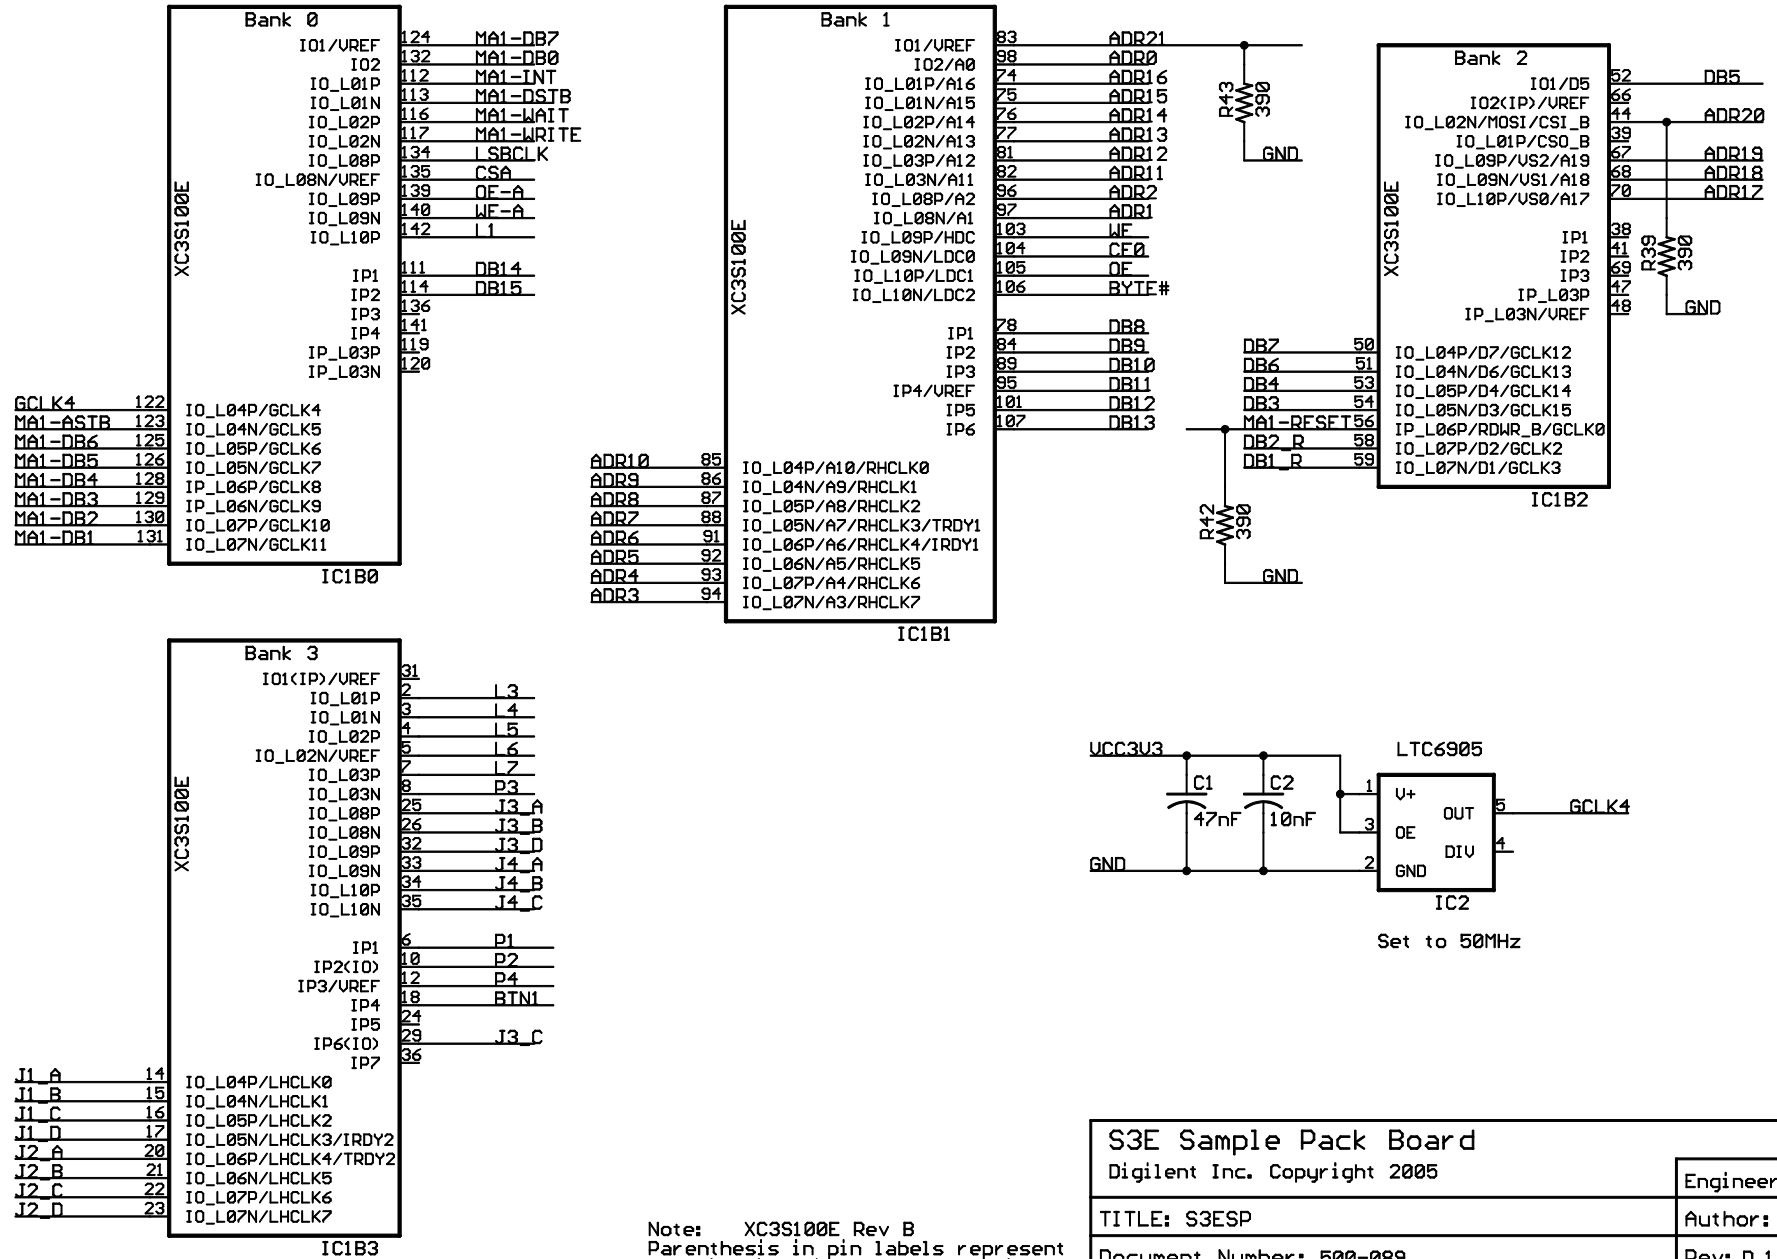 Bank 0
IO1/VREF 124 MA1-DB7
IO2 132 MA1-DB0
IO_L01P 112 MA1-INT
IO_L01N 113 MA1-DSTB
IO_L02P 116 MA1-WAIT
IO_L02N 117 MA1-WRITE
IO_L08P 134 LSBCLK
IO_L08N/VREF 135 CSA
IO_L09P 139 OE-A
IO_L09N 140 WE-A
IO_L10P 142 L1
XC3S100E
IP1 111 DB14
IP2 114 DB15
IP3 136
IP4 141
IP_L03P 119
IP_L03N 120
GCLK4 122 IO_L04P/GCLK4
MA1-ASTB 123 IO_L04N/GCLK5
MA1-DB6 125 IO_L05P/GCLK6
MA1-DB5 126 IO_L05N/GCLK7
MA1-DB4 128 IP_L06P/GCLK8
MA1-DB3 129 IP_L06N/GCLK9
MA1-DB2 130 IO_L07P/GCLK10
MA1-DB1 131 IO_L07N/GCLK11
IC1B0
Bank 1
IO1/VREF 83 ADR21
IO2/A0 98 ADR0
IO_L01P/A16 74 ADR16
IO_L01N/A15 75 ADR15
IO_L02P/A14 76 ADR14
IO_L02N/A13 77 ADR13
IO_L03P/A12 81 ADR12
IO_L03N/A11 82 ADR11
IO_L08P/A2 96 ADR2
IO_L08N/A1 97 ADR1
IO_L09P/HDC 103 WE
IO_L09N/LDC0 104 CE0
IO_L10P/LDC1 105 OE
IO_L10N/LDC2 106 BYTE#
XC3S100E
IP1 78 DB8
IP2 84 DB9
IP3 89 DB10
IP4/VREF 95 DB11
IP5 101 DB12
IP6 107 DB13
ADR10 85 IO_L04P/A10/RHCLK0
ADR9 86 IO_L04N/A9/RHCLK1
ADR8 87 IO_L05P/A8/RHCLK2
ADR7 88 IO_L05N/A7/RHCLK3/TRDY1
ADR6 91 IO_L06P/A6/RHCLK4/IRDY1
ADR5 92 IO_L06N/A5/RHCLK5
ADR4 93 IO_L07P/A4/RHCLK6
ADR3 94 IO_L07N/A3/RHCLK7
IC1B1
R43
390
GND
Bank 2
IO1/D5 52 DB5
IO2(IP)/VREF 66
IO_L02N/MOSI/CSI_B 44 ADR20
IO_L01P/CSO_B 39
IO_L09P/VS2/A19 67 ADR19
IO_L09N/VS1/A18 68 ADR18
IO_L10P/VS0/A17 70 ADR17
XC3S100E
IP1 38
IP2 41
IP3 69
IP_L03P 47
IP_L03N/VREF 48
R39
390
GND
DB7 50 IO_L04P/D7/GCLK12
DB6 51 IO_L04N/D6/GCLK13
DB4 53 IO_L05P/D4/GCLK14
DB3 54 IO_L05N/D3/GCLK15
MA1-RESET 56 IP_L06P/RDWR_B/GCLK0
DB2_R 58 IO_L07P/D2/GCLK2
DB1_R 59 IO_L07N/D1/GCLK3
IC1B2
R42
390
GND
Bank 3
IO1(IP)/VREF 31
IO_L01P 2 L3
IO_L01N 3 L4
IO_L02P 4 L5
IO_L02N/VREF 5 L6
IO_L03P 7 L7
IO_L03N 8 P3
IO_L08P 25 J3_A
IO_L08N 26 J3_B
IO_L09P 32 J3_D
IO_L09N 33 J4_A
IO_L10P 34 J4_B
IO_L10N 35 J4_C
XC3S100E
IP1 6 P1
IP2(IO) 10 P2
IP3/VREF 12 P4
IP4 18 BTN1
IP5 24
IP6(IO) 29 J3_C
IP7 36
J1_A 14 IO_L04P/LHCLK0
J1_B 15 IO_L04N/LHCLK1
J1_C 16 IO_L05P/LHCLK2
J1_D 17 IO_L05N/LHCLK3/IRDY2
J2_A 20 IO_L06P/LHCLK4/TRDY2
J2_B 21 IO_L06N/LHCLK5
J2_C 22 IO_L07P/LHCLK6
J2_D 23 IO_L07N/LHCLK7
IC1B3
VCC3V3
C1
47nF
C2
10nF
GND
LTC6905
1 V+
3 OE
2 GND
OUT 5 GCLK4
DIV 4
IC2
Set to 50MHz
Note: XC3S100E Rev B
Parenthesis in pin labels represent
S3E Sample Pack Board
Digilent Inc. Copyright 2005
Engineer
TITLE: S3ESP
Author:
Document Number: 500-089
Rev: D.1